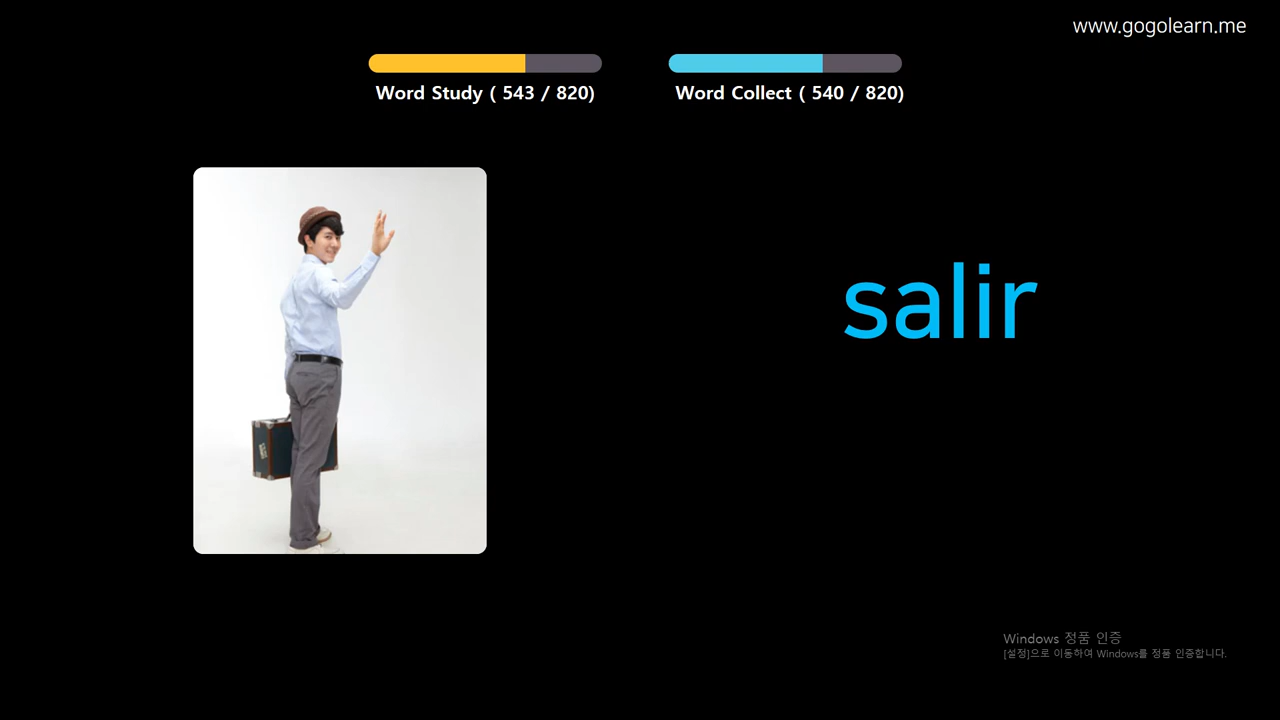 www.gogolearn.me
Word Study ( 543 / 820)
Word Collect ( 540 / 820)
salir
Windows 정품 인증
[설정]으로 이동하여 Windows를 정품 인증합니다.